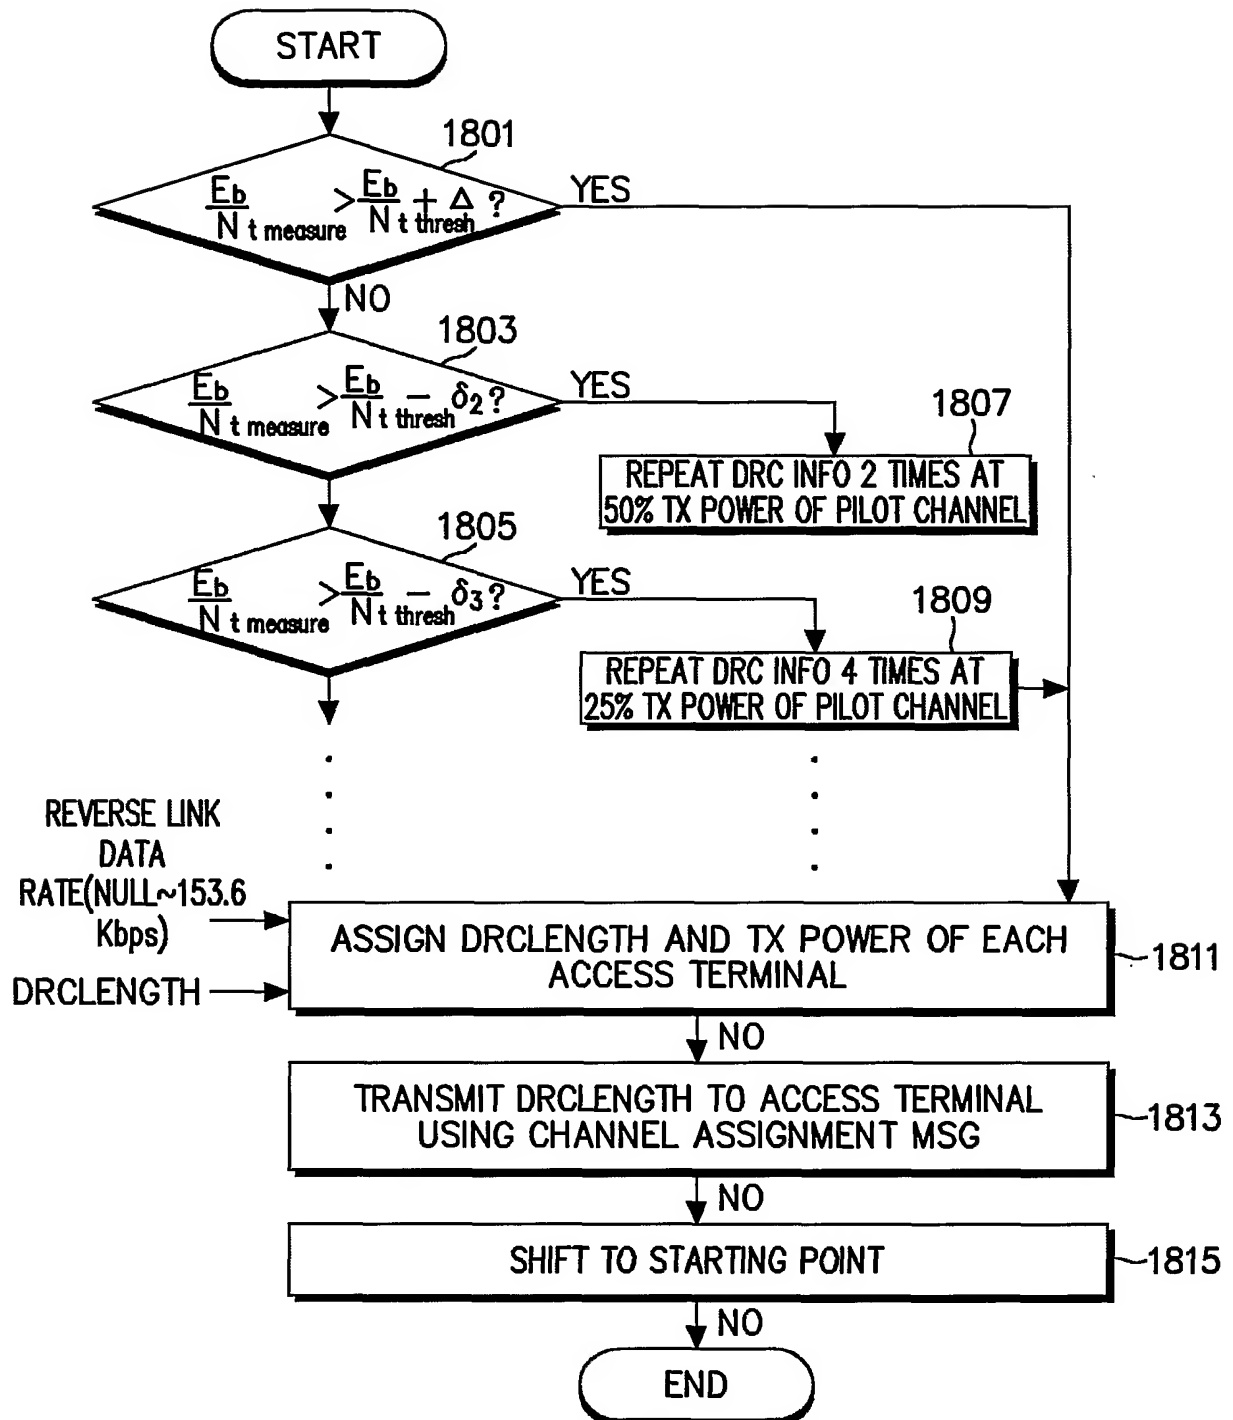 START
1801
Eb/Nt measure > Eb/Nt thresh + Δ ?
YES
NO
1803
Eb/Nt measure > Eb/Nt thresh − δ2?
YES
1807
REPEAT DRC INFO 2 TIMES AT
50% TX POWER OF PILOT CHANNEL
1805
Eb/Nt measure > Eb/Nt thresh − δ3?
YES
1809
REPEAT DRC INFO 4 TIMES AT
25% TX POWER OF PILOT CHANNEL
REVERSE LINK
DATA
RATE(NULL~153.6
Kbps)
DRCLENGTH
ASSIGN DRCLENGTH AND TX POWER OF EACH
ACCESS TERMINAL
1811
NO
TRANSMIT DRCLENGTH TO ACCESS TERMINAL
USING CHANNEL ASSIGNMENT MSG
1813
NO
SHIFT TO STARTING POINT
1815
NO
END